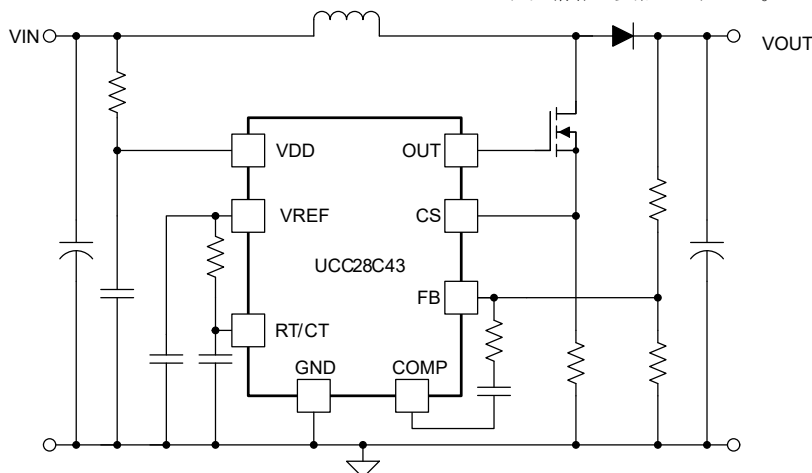 VIN
VOUT
VDD
OUT
VREF
CS
UCC28C43
FB
RT/CT
GND
COMP